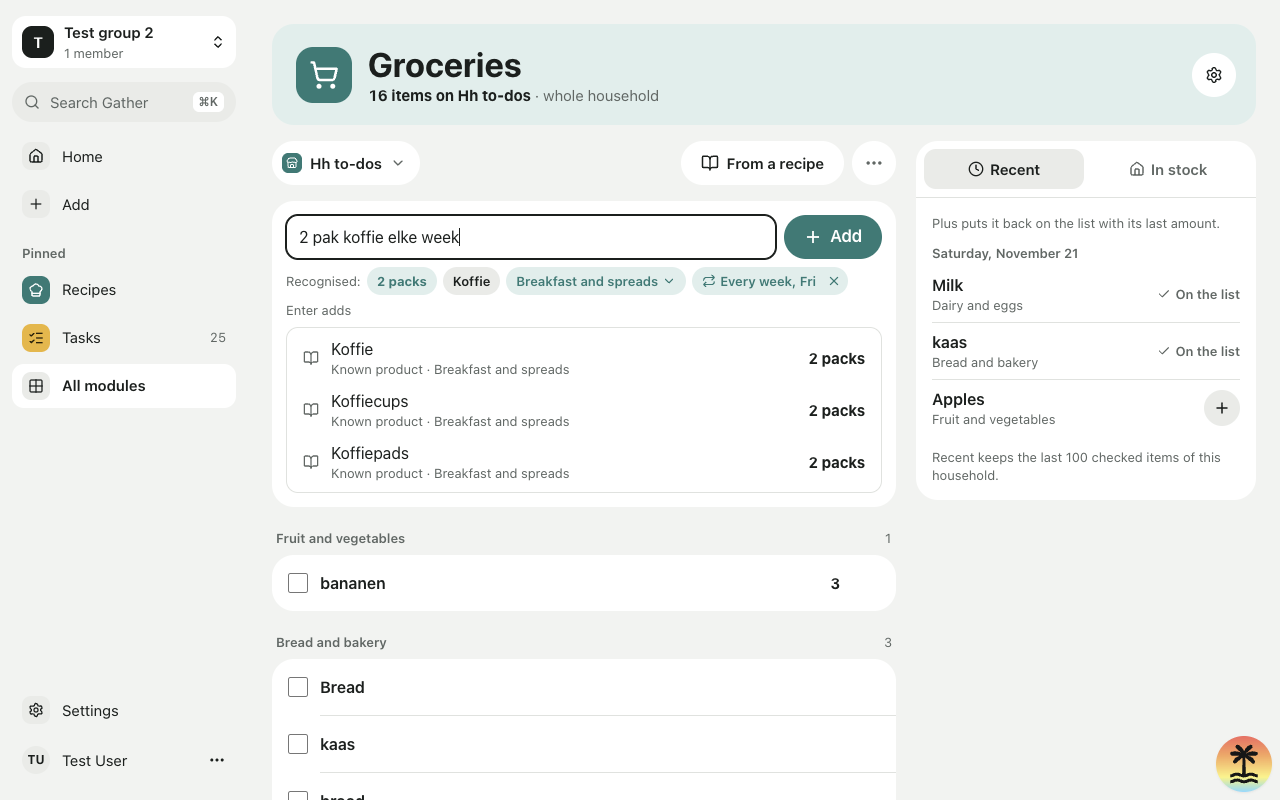 T
Test group 2
1 member
Search Gather
⌘K
Home
Add
Pinned
Recipes
Tasks
25
All modules
Settings
TU
Test User
Groceries
16 items on Hh to-dos · whole household
Hh to-dos
From a recipe
2 pak koffie elke week
Add
Recognised:
2 packs
Koffie
Breakfast and spreads
Every week, Fri
Enter adds
Koffie
Known product · Breakfast and spreads
2 packs
Koffiecups
Known product · Breakfast and spreads
2 packs
Koffiepads
Known product · Breakfast and spreads
2 packs
Fruit and vegetables
1
bananen
3
Bread and bakery
3
Bread
kaas
bread
Recent
In stock
Plus puts it back on the list with its last amount.
Saturday, November 21
Milk
Dairy and eggs
On the list
kaas
Bread and bakery
On the list
Apples
Fruit and vegetables
Recent keeps the last 100 checked items of this
household.